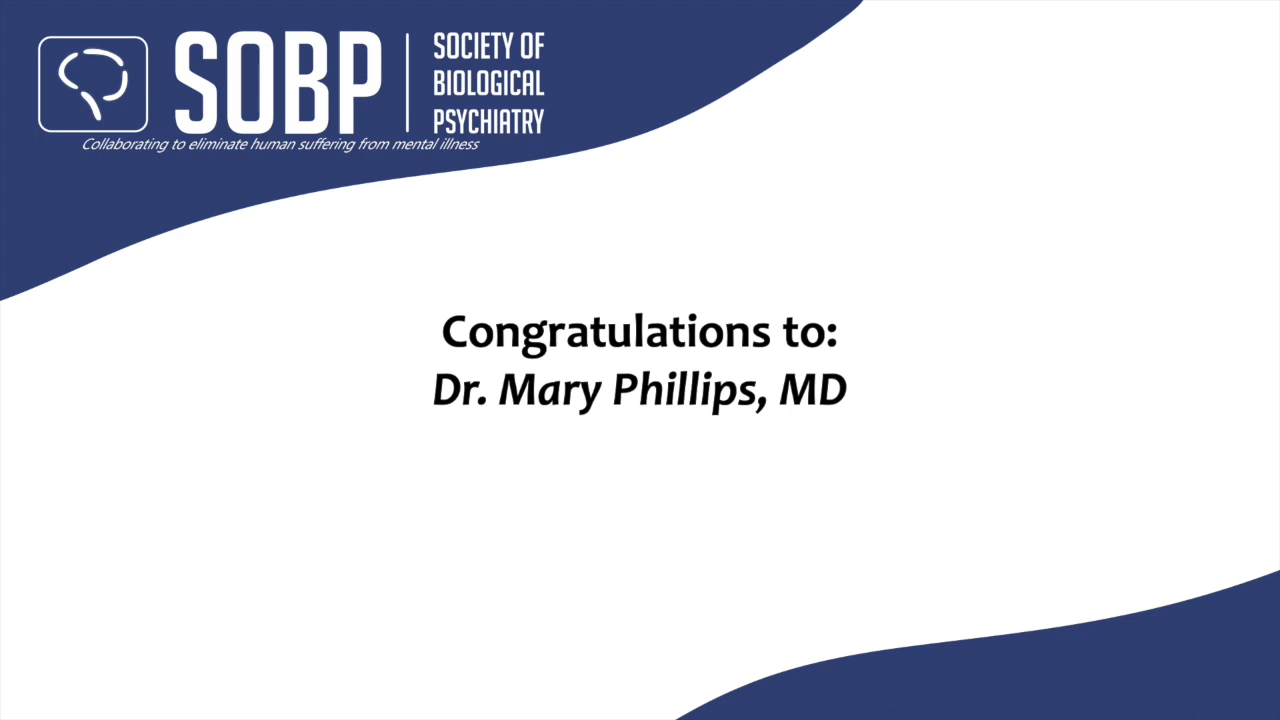 SOBP
SOCIETY OF
BIOLOGICAL
PSYCHIATRY
Collaborating to eliminate human suffering from mental illness
Congratulations to:
Dr. Mary Phillips, MD